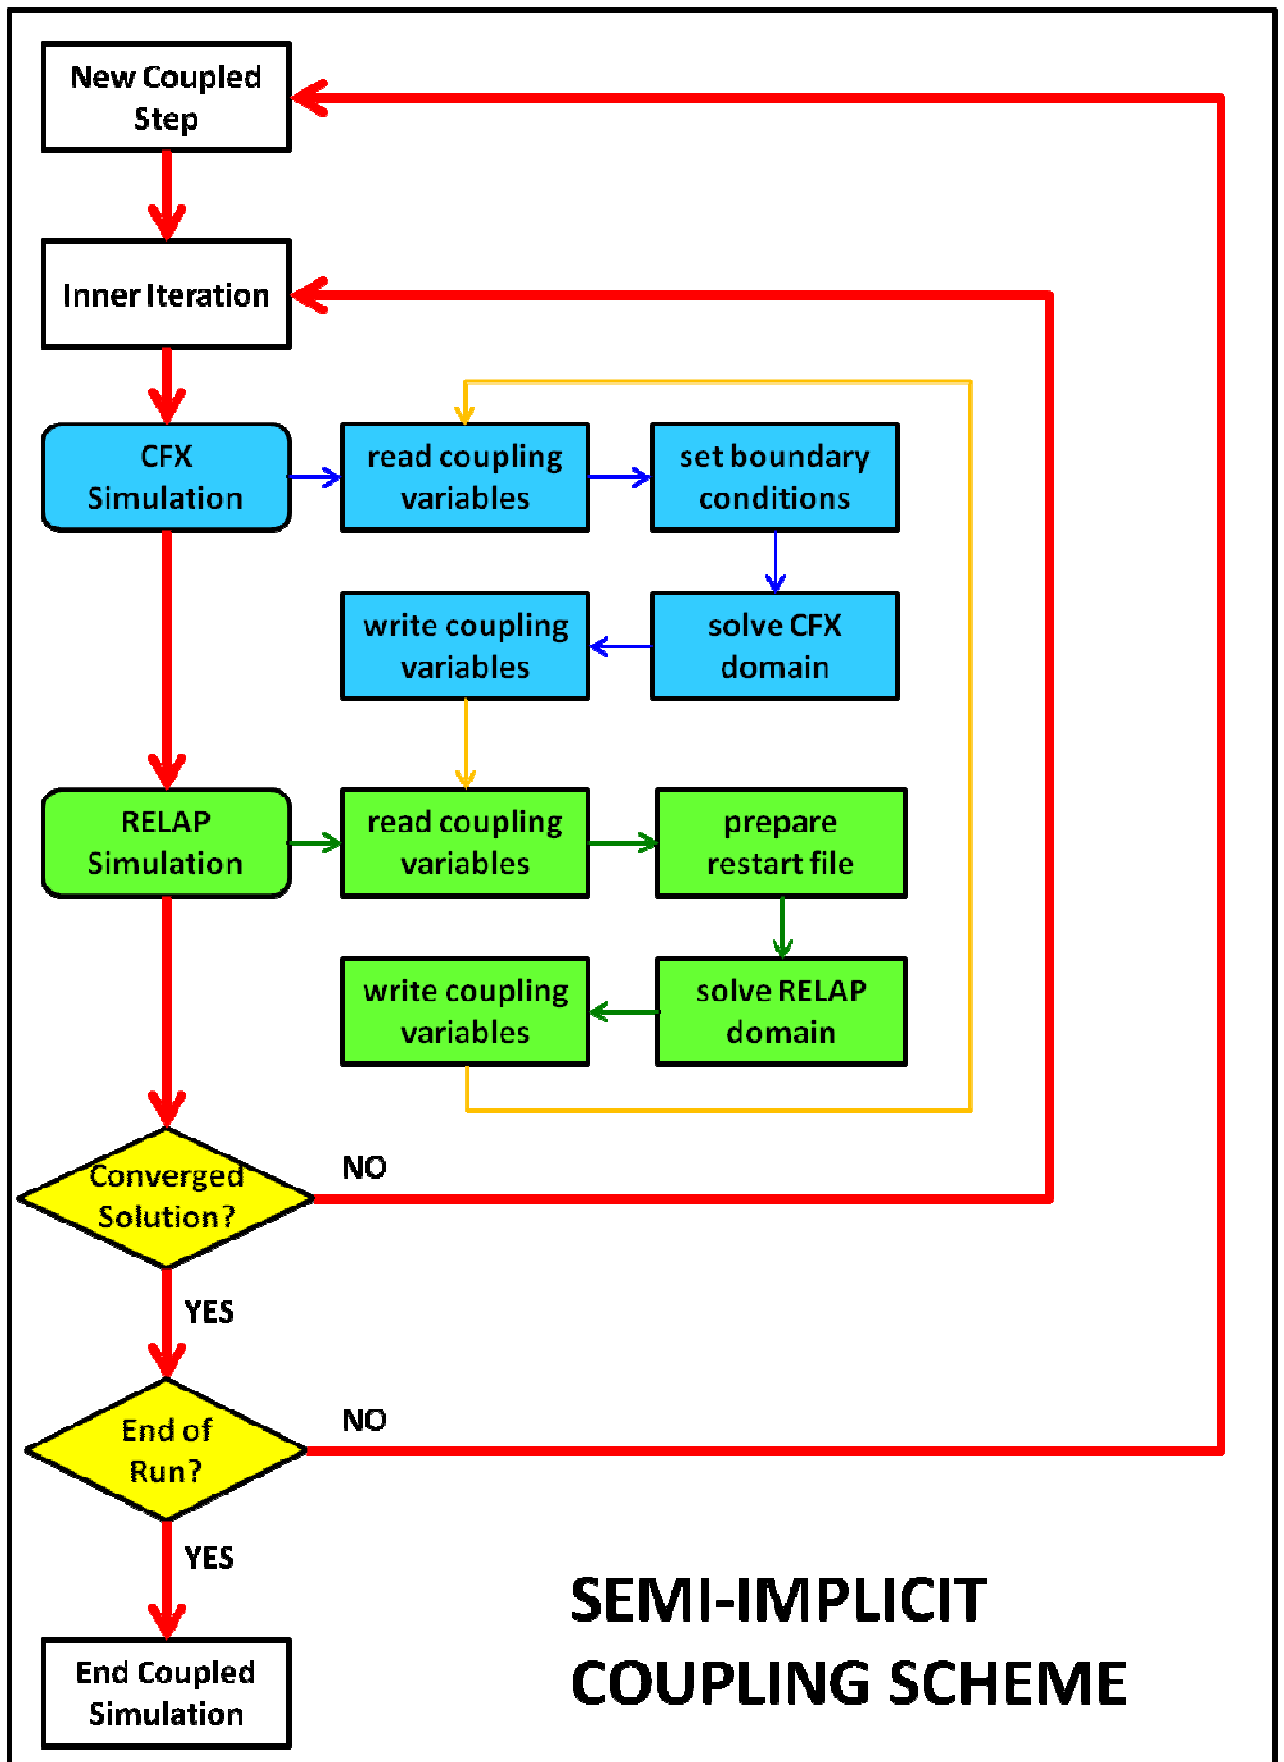 New Coupled
Step
Inner Iteration
CFX
Simulation
read coupling
variables
set boundary
conditions
write coupling
variables
solve CFX
domain
RELAP
Simulation
read coupling
variables
prepare
restart file
write coupling
variables
solve RELAP
domain
Converged
Solution?
NO
YES
End of
Run?
NO
YES
End Coupled
Simulation
SEMI-IMPLICIT
COUPLING SCHEME